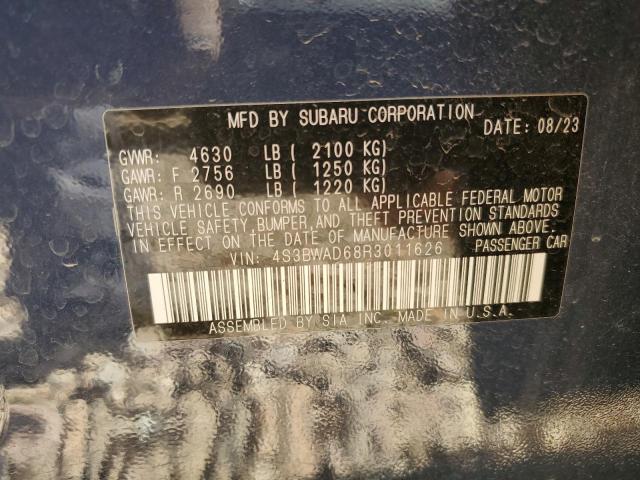 MFD BY SUBARU CORPORATION
DATE: 08/23
GVWR: 4630 LB ( 2100 KG)
GAWR: F 2756 LB ( 1250 KG)
GAWR: R 2690 LB ( 1220 KG)
THIS VEHICLE CONFORMS TO ALL APPLICABLE FEDERAL MOTOR
VEHICLE SAFETY, BUMPER, AND THEFT PREVENTION STANDARDS
IN EFFECT ON THE DATE OF MANUFACTURE SHOWN ABOVE.
VIN: 4S3BWAD68R3011626 PASSENGER CAR
ASSEMBLED BY SIA INC. MADE IN U.S.A.